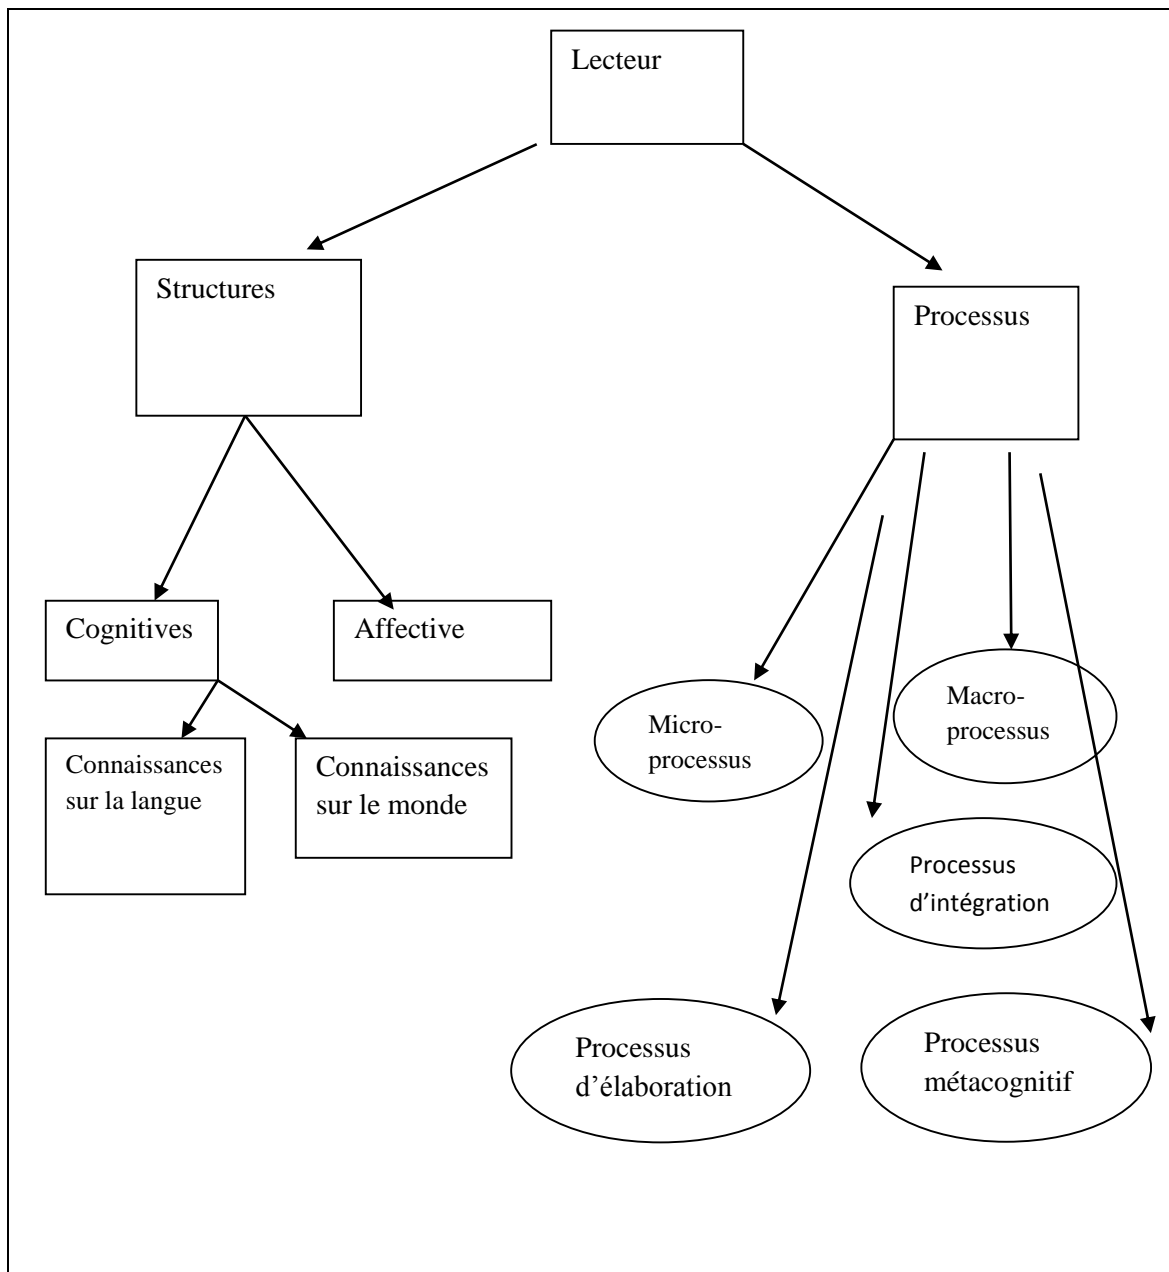 Lecteur
Structures
Processus
Cognitives
Affective
Connaissances
sur la langue
Connaissances
sur le monde
Micro-
processus
Macro-
processus
Processus
d’intégration
Processus
d’élaboration
Processus
métacognitif